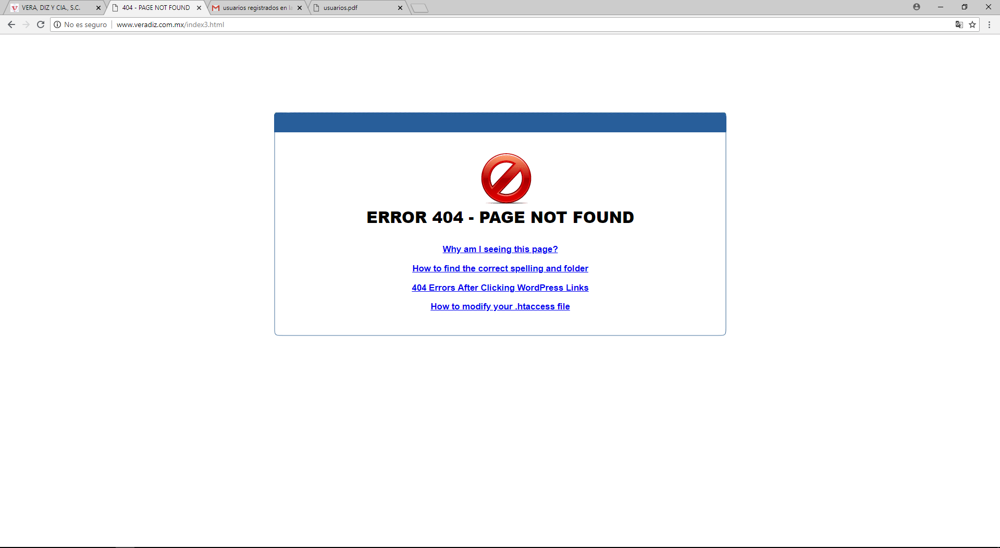 VERA, DIZ Y CIA., S.C.
404 - PAGE NOT FOUND
usuarios registrados en la
usuarios.pdf
No es seguro
www.veradiz.com.mx/index3.html
ERROR 404 - PAGE NOT FOUND
Why am I seeing this page?
How to find the correct spelling and folder
404 Errors After Clicking WordPress Links
How to modify your .htaccess file